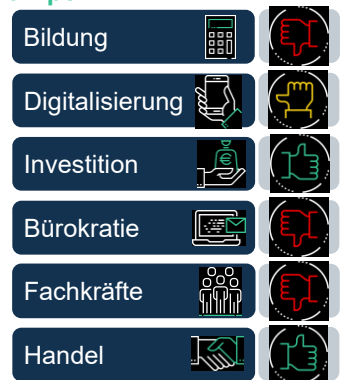 Bildung
Digitalisierung
Investition
Bürokratie
Fachkräfte
Handel